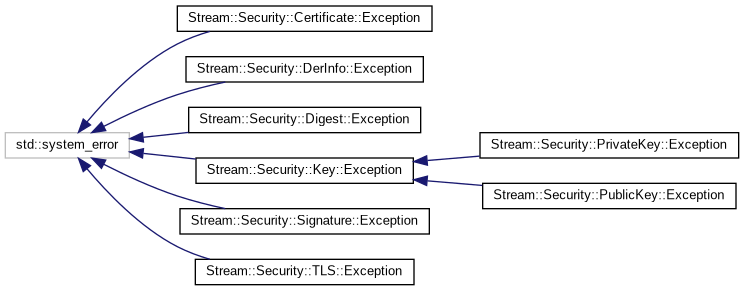 Stream::Security::Certificate::Exception
Stream::Security::DerInfo::Exception
Stream::Security::Digest::Exception
std::system_error
Stream::Security::Key::Exception
Stream::Security::PrivateKey::Exception
Stream::Security::PublicKey::Exception
Stream::Security::Signature::Exception
Stream::Security::TLS::Exception